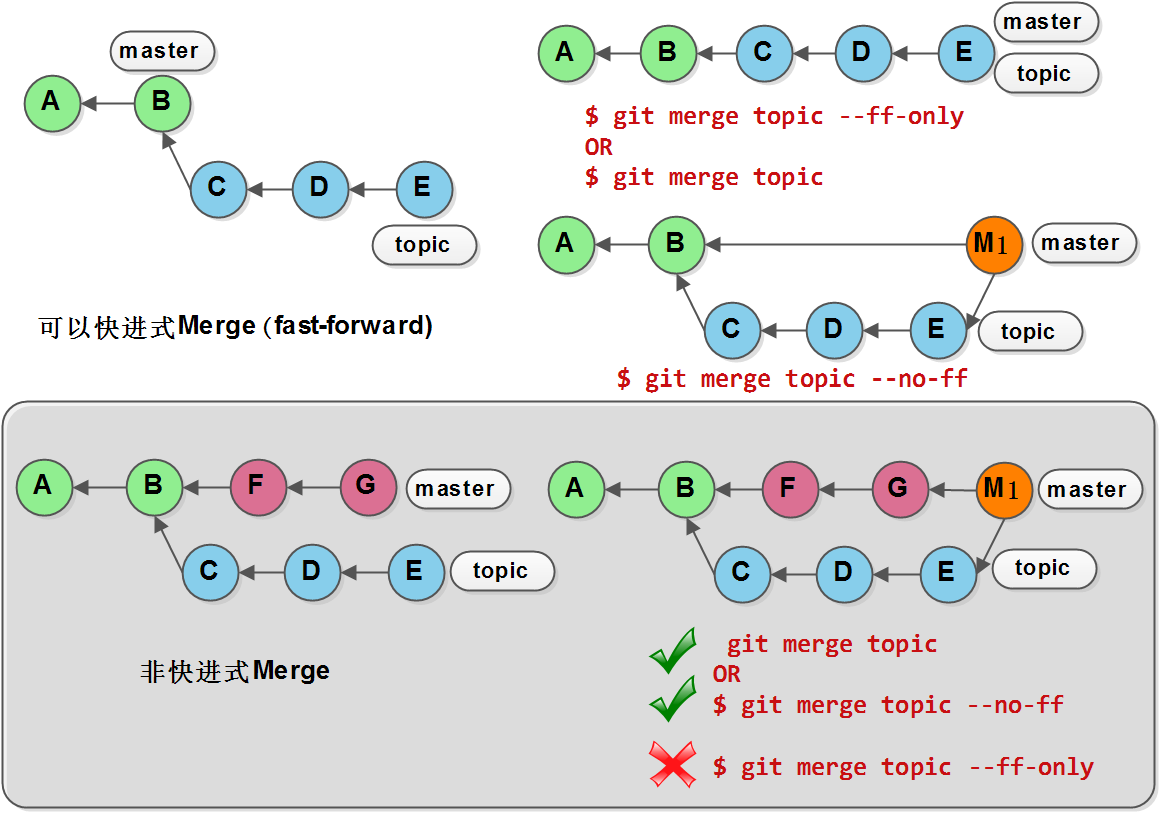 master
A
B
C
D
E
topic
可以快进式Merge (fast-forward)
A
B
C
D
E
master
topic
$ git merge topic --ff-only
OR
$ git merge topic
A
B
M1
master
C
D
E
topic
$ git merge topic --no-ff
A
B
F
G
master
C
D
E
topic
非快进式Merge
A
B
F
G
M1
master
C
D
E
topic
git merge topic
OR
$ git merge topic --no-ff
$ git merge topic --ff-only